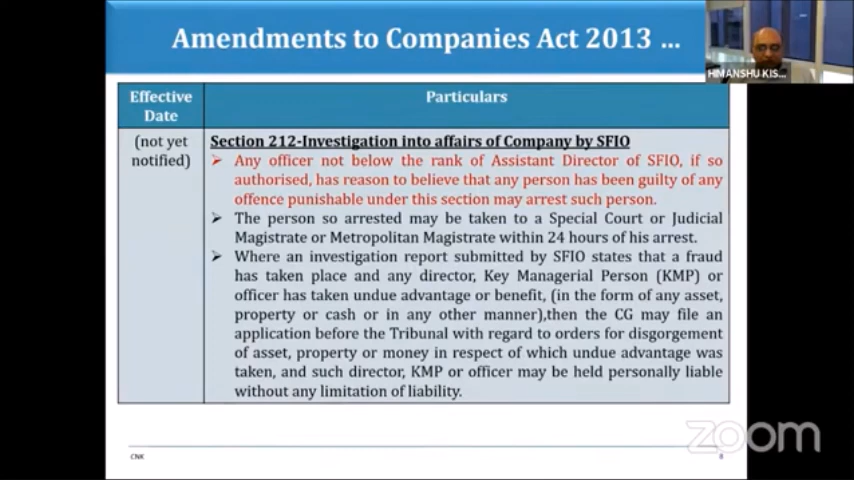 Amendments to Companies Act 2013 ...
HIMANSHU KIS...
Effective
Date
Particulars
(not yet
notified)
Section 212-Investigation into affairs of Company by SFIO
➢ Any officer not below the rank of Assistant Director of SFIO, if so
authorised, has reason to believe that any person has been guilty of any
offence punishable under this section may arrest such person.
➢ The person so arrested may be taken to a Special Court or Judicial
Magistrate or Metropolitan Magistrate within 24 hours of his arrest.
➢ Where an investigation report submitted by SFIO states that a fraud
has taken place and any director, Key Managerial Person (KMP) or
officer has taken undue advantage or benefit, (in the form of any asset,
property or cash or in any other manner),then the CG may file an
application before the Tribunal with regard to orders for disgorgement
of asset, property or money in respect of which undue advantage was
taken, and such director, KMP or officer may be held personally liable
without any limitation of liability.
CNK
8
zoom